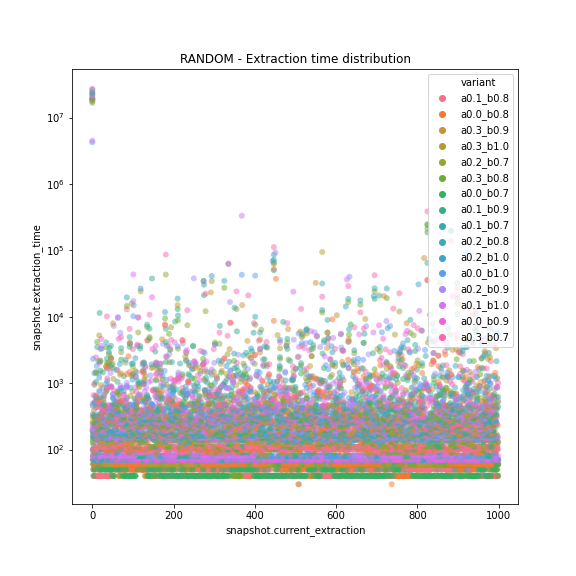 RANDOM - Extraction time distribution
snapshot.extraction_time
10⁷
10⁶
10⁵
10⁴
10³
10²
0
200
400
600
800
1000
snapshot.current_extraction
variant
a0.1_b0.8
a0.0_b0.8
a0.3_b0.9
a0.3_b1.0
a0.2_b0.7
a0.3_b0.8
a0.0_b0.7
a0.1_b0.9
a0.1_b0.7
a0.2_b0.8
a0.2_b1.0
a0.0_b1.0
a0.2_b0.9
a0.1_b1.0
a0.0_b0.9
a0.3_b0.7